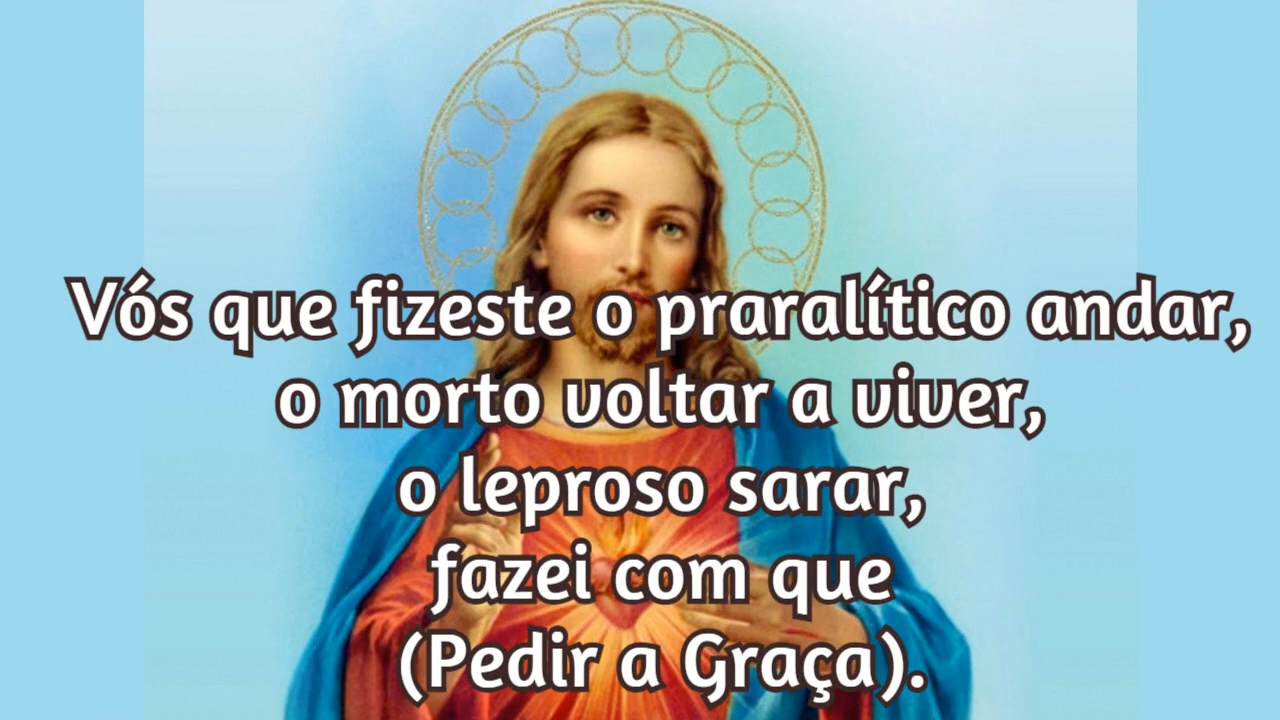 Vós que fizeste o praralítico andar,
o morto voltar a viver,
o leproso sarar,
fazei com que
(Pedir a Graça).